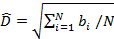 D̂ = √(∑ᵢ₌₁ᴺ bᵢ /N)